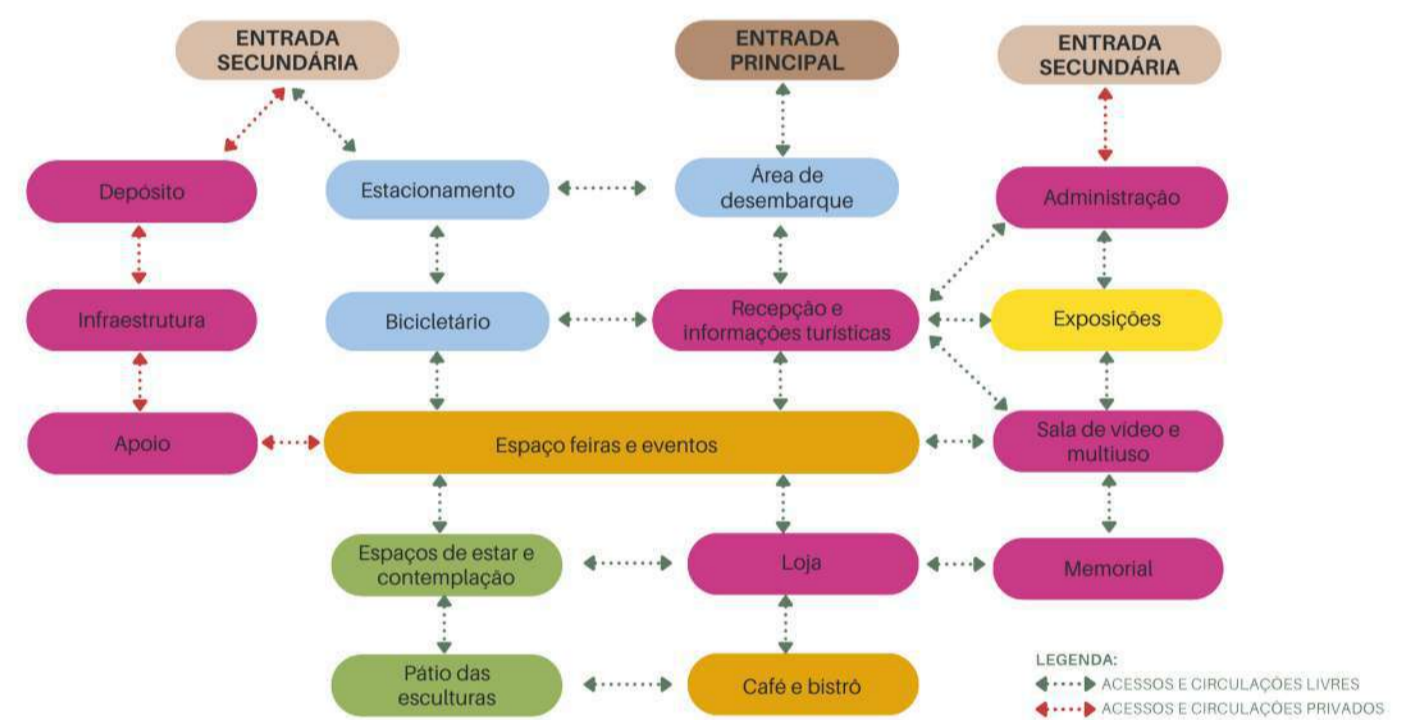 ENTRADA
SECUNDÁRIA
ENTRADA
PRINCIPAL
ENTRADA
SECUNDÁRIA
Depósito
Estacionamento
Área de
desembarque
Administração
Infraestrutura
Bicicletário
Recepção e
informações turísticas
Exposições
Apoio
Espaço feiras e eventos
Sala de vídeo e
multiuso
Espaços de estar e
contemplação
Loja
Memorial
Pátio das
esculturas
Café e bistrô
LEGENDA:
ACESSOS E CIRCULAÇÕES LIVRES
ACESSOS E CIRCULAÇÕES PRIVADOS